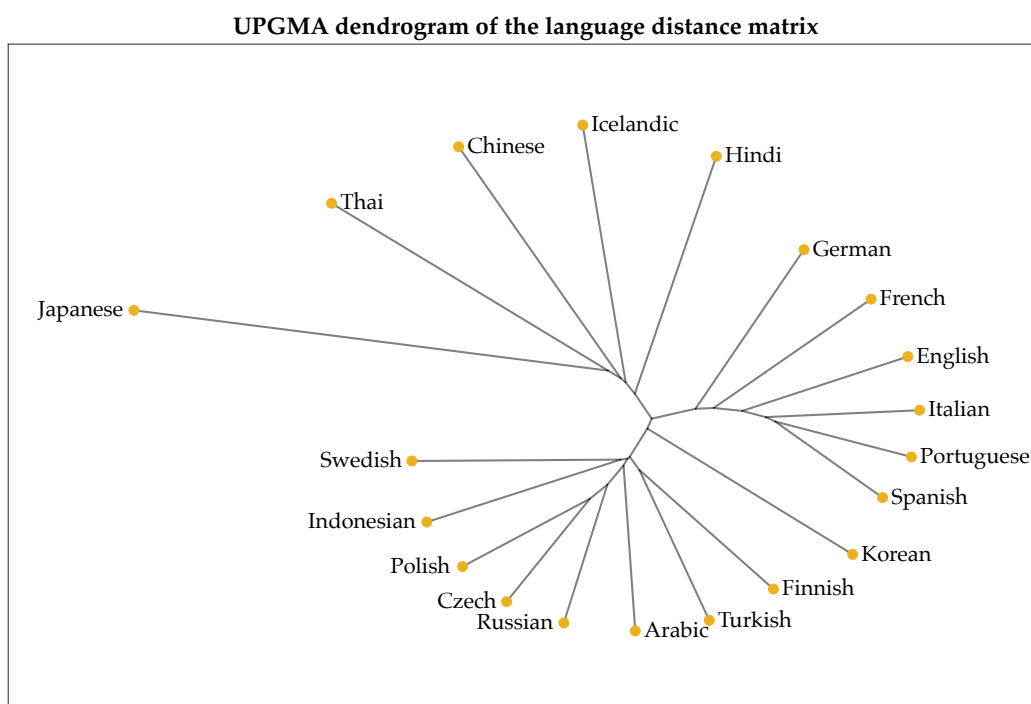 UPGMA dendrogram of the language distance matrix
Icelandic
Chinese
Hindi
Thai
German
French
Japanese
English
Italian
Portuguese
Swedish
Spanish
Indonesian
Korean
Polish
Finnish
Czech
Turkish
Russian
Arabic